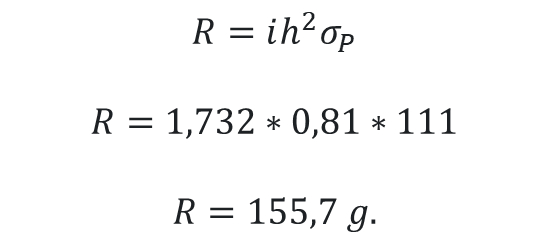 R = ih²σ_P
R = 1,732 * 0,81 * 111
R = 155,7 g.